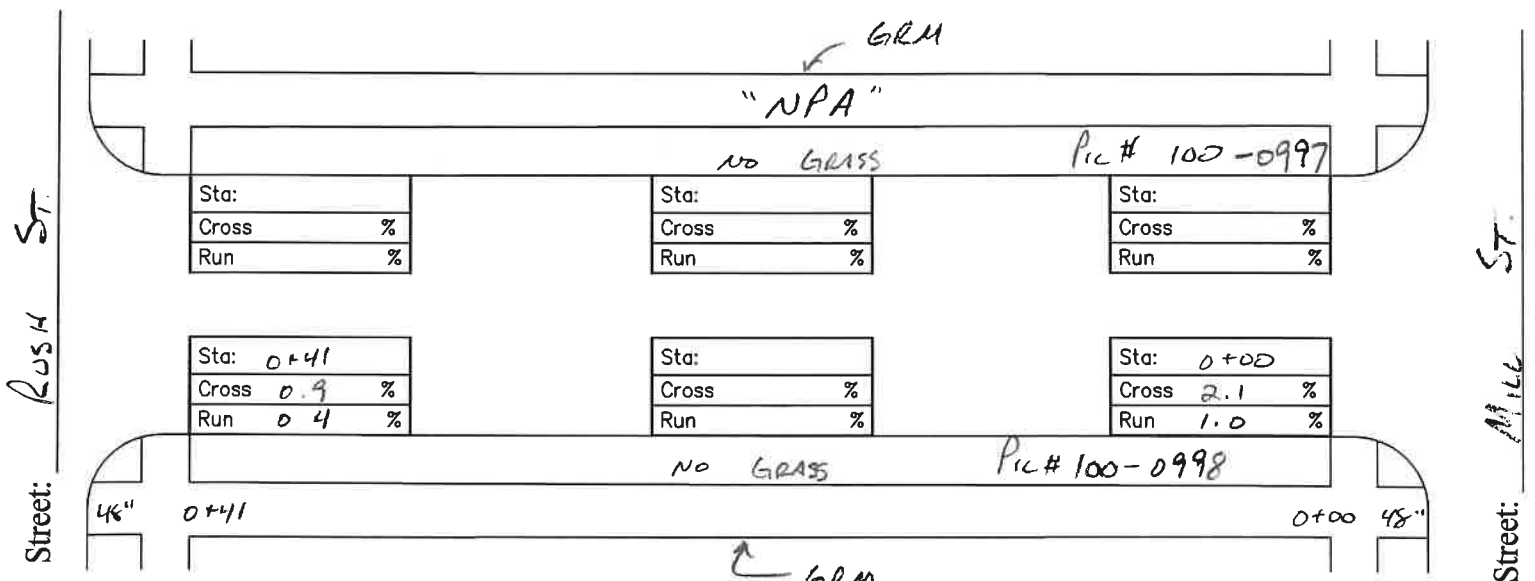 GRM
"NPA"
NO GRASS Pic # 100-0997
Sta: Sta: Sta:
Cross % Cross % Cross %
Run % Run % Run %
Street: RUSH ST.
Street: MILL ST.
Sta: 0+41 Sta: Sta: 0+00
Cross 0.9 % Cross % Cross 2.1 %
Run 0 4 % Run % Run 1.0 %
NO GRASS Pic # 100-0998
48" 0+41 0+00 48"
GRM